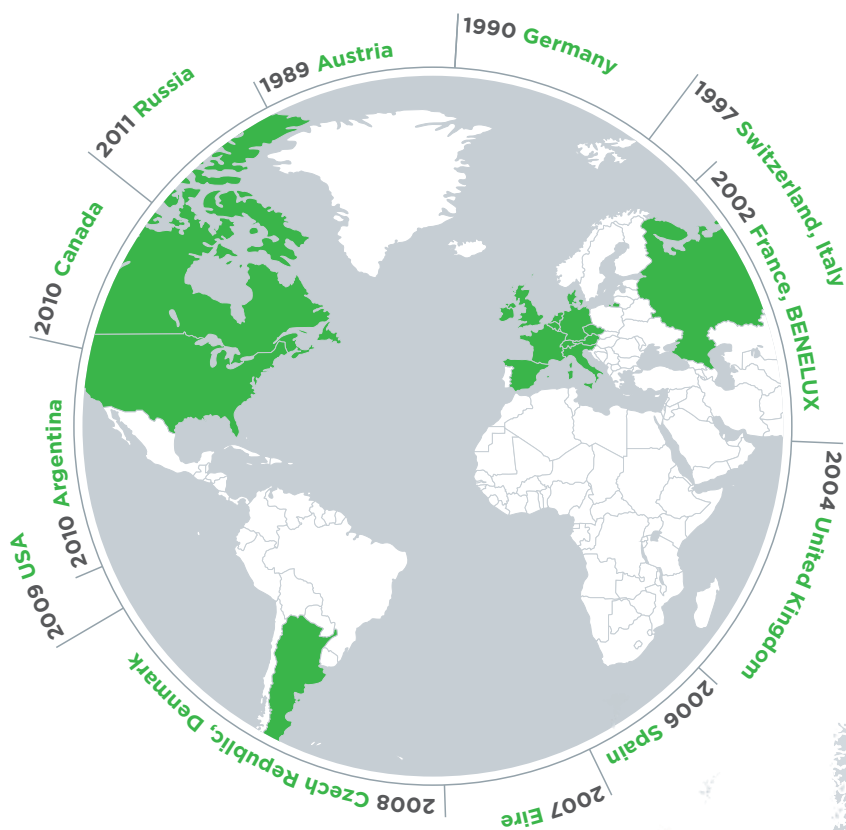 1989 Austria
1990 Germany
1997 Switzerland, Italy
2002 France, BENELUX
2004 United Kingdom
2006 Spain
2007 Eire
2008 Czech Republic, Denmark
2009 USA
2010 Argentina
2010 Canada
2011 Russia